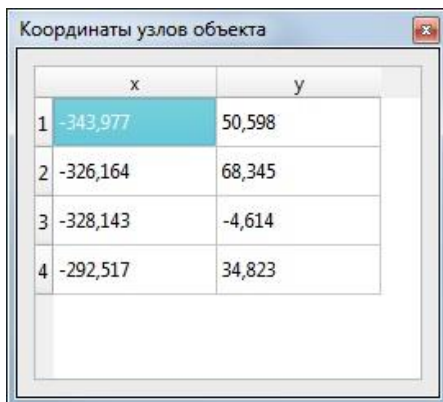 Координаты узлов объекта
x y
1 -343,977 50,598
2 -326,164 68,345
3 -328,143 -4,614
4 -292,517 34,823